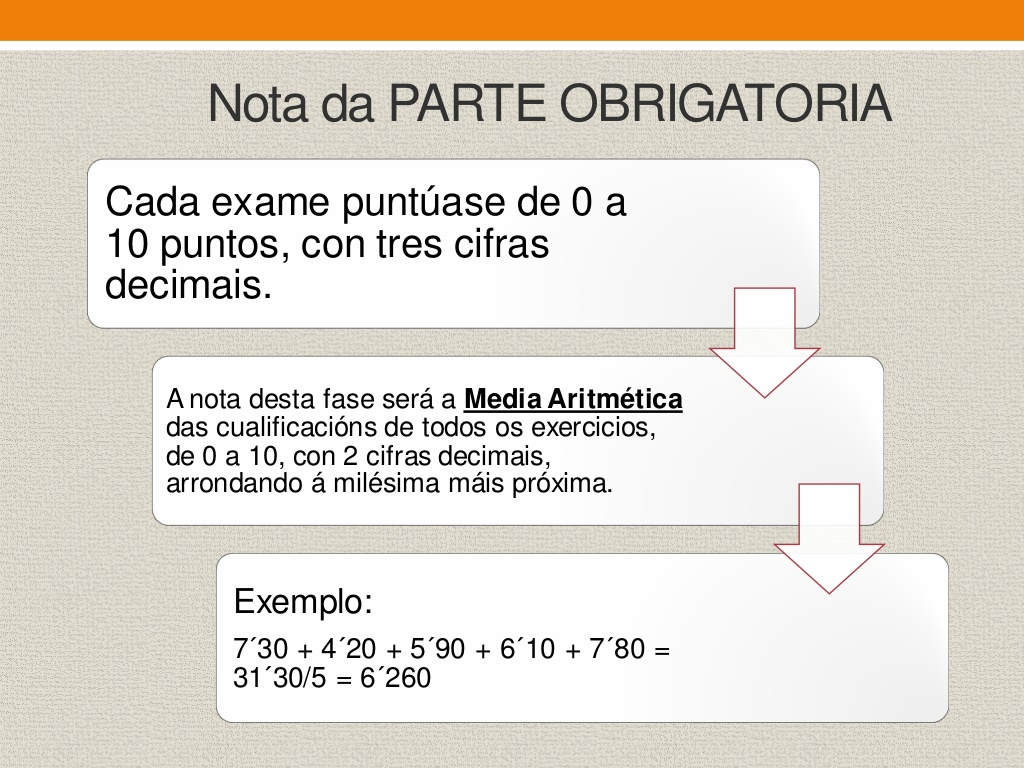 Nota da PARTE OBRIGATORIA
Cada exame puntúase de 0 a
10 puntos, con tres cifras
decimais.
A nota desta fase será a Media Aritmética
das cualificacións de todos os exercicios,
de 0 a 10, con 2 cifras decimais,
arrondando á milésima máis próxima.
Exemplo:
7´30 + 4´20 + 5´90 + 6´10 + 7´80 =
31´30/5 = 6´260